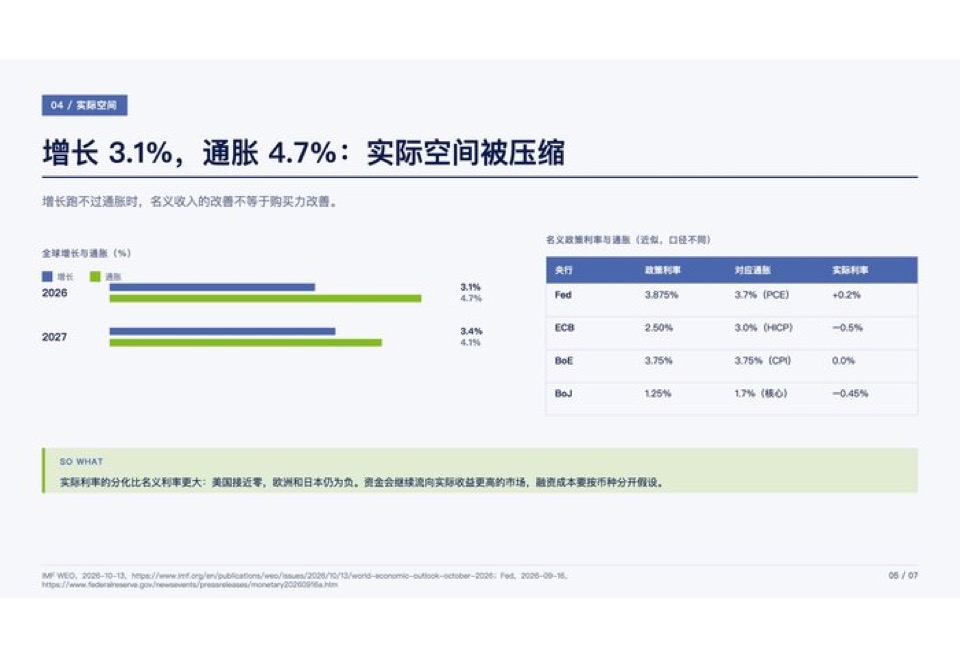 04 / 实际空间
增长 3.1%，通胀 4.7%：实际空间被压缩
增长跑不过通胀时，名义收入的改善不等于购买力改善。
全球增长与通胀（%）
增长 通胀
2026 3.1%
4.7%
2027 3.4%
4.1%
名义政策利率与通胀（近似，口径不同）
央行 政策利率 对应通胀 实际利率
Fed 3.875% 3.7%（PCE） +0.2%
ECB 2.50% 3.0%（HICP） −0.5%
BoE 3.75% 3.75%（CPI） 0.0%
BoJ 1.25% 1.7%（核心） −0.45%
SO WHAT
实际利率的分化比名义利率更大：美国接近零，欧洲和日本仍为负。资金会继续流向实际收益更高的市场，融资成本要按币种分开假设。
IMF WEO，2026-10-13，https://www.imf.org/en/publications/weo/issues/2026/10/13/world-economic-outlook-october-2026；Fed，2026-09-16，
https://www.federalreserve.gov/newsevents/pressreleases/monetary20260916a.htm
05 / 07